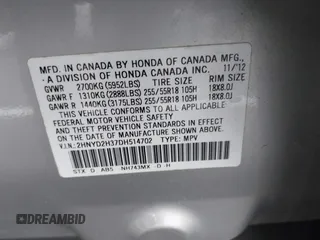 MFD. IN CANADA BY HONDA OF CANADA MFG.,
A DIVISION OF HONDA CANADA INC. 11/12
GVWR 2700KG(5952LBS) TIRE SIZE RIM SIZE
GAWR F 1310KG(2888LBS) 255/55R18 105H 18X8.0J
GAWR R 1440KG(3175LBS) 255/55R18 105H 18X8.0J
THIS VEHICLE CONFORMS TO ALL APPLICABLE
FEDERAL MOTOR VEHICLE SAFETY STANDARDS
IN EFFECT ON THE DATE OF MANUFACTURE SHOWN ABOVE.
V.I.N.: 2HNYD2H37DH514702 TYPE: MPV
STX D ABS NH743MX D H
DREAMBID